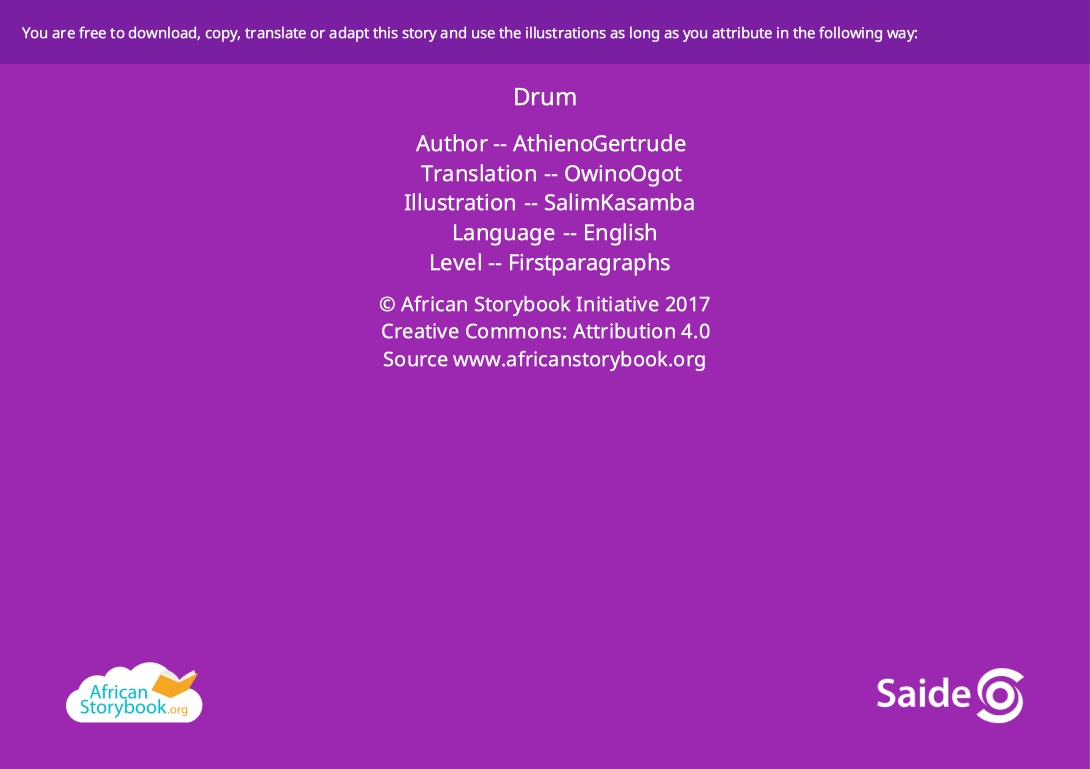 You are free to download, copy, translate or adapt this story and use the illustrations as long as you attribute in the following way:
Drum
Author -- AthienoGertrude
Translation -- OwinoOgot
Illustration -- SalimKasamba
Language -- English
Level -- Firstparagraphs
© African Storybook Initiative 2017
Creative Commons: Attribution 4.0
Source www.africanstorybook.org
African
Storybook.org
Saide